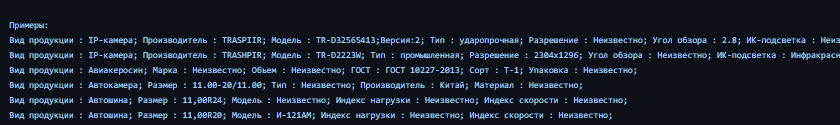 Примеры:
Вид продукции : IP-камера; Производитель : TRASPIIR; Модель : TR-D32565413;Версия:2; Тип : ударопрочная; Разрешение : Неизвестно; Угол обзора : 2.8; ИК-подсветка : Неиз
Вид продукции : IP-камера; Производитель : TRASHPIR; Модель : TR-D2223W; Тип : промышленная; Разрешение : 2304x1296; Угол обзора : Неизвестно; ИК-подсветка : Инфракрасн
Вид продукции : Авиакеросин; Марка : Неизвестно; Объем : Неизвестно; ГОСТ : ГОСТ 10227-2013; Сорт : Т-1; Упаковка : Неизвестно;
Вид продукции : Автокамера; Размер : 11.00-20/11.00; Тип : Неизвестно; Производитель : Китай; Материал : Неизвестно;
Вид продукции : Автошина; Размер : 11,00R24; Модель : Неизвестно; Индекс нагрузки : Неизвестно; Индекс скорости : Неизвестно;
Вид продукции : Автошина; Размер : 11,00R20; Модель : И-121АМ; Индекс нагрузки : Неизвестно; Индекс скорости : Неизвестно;